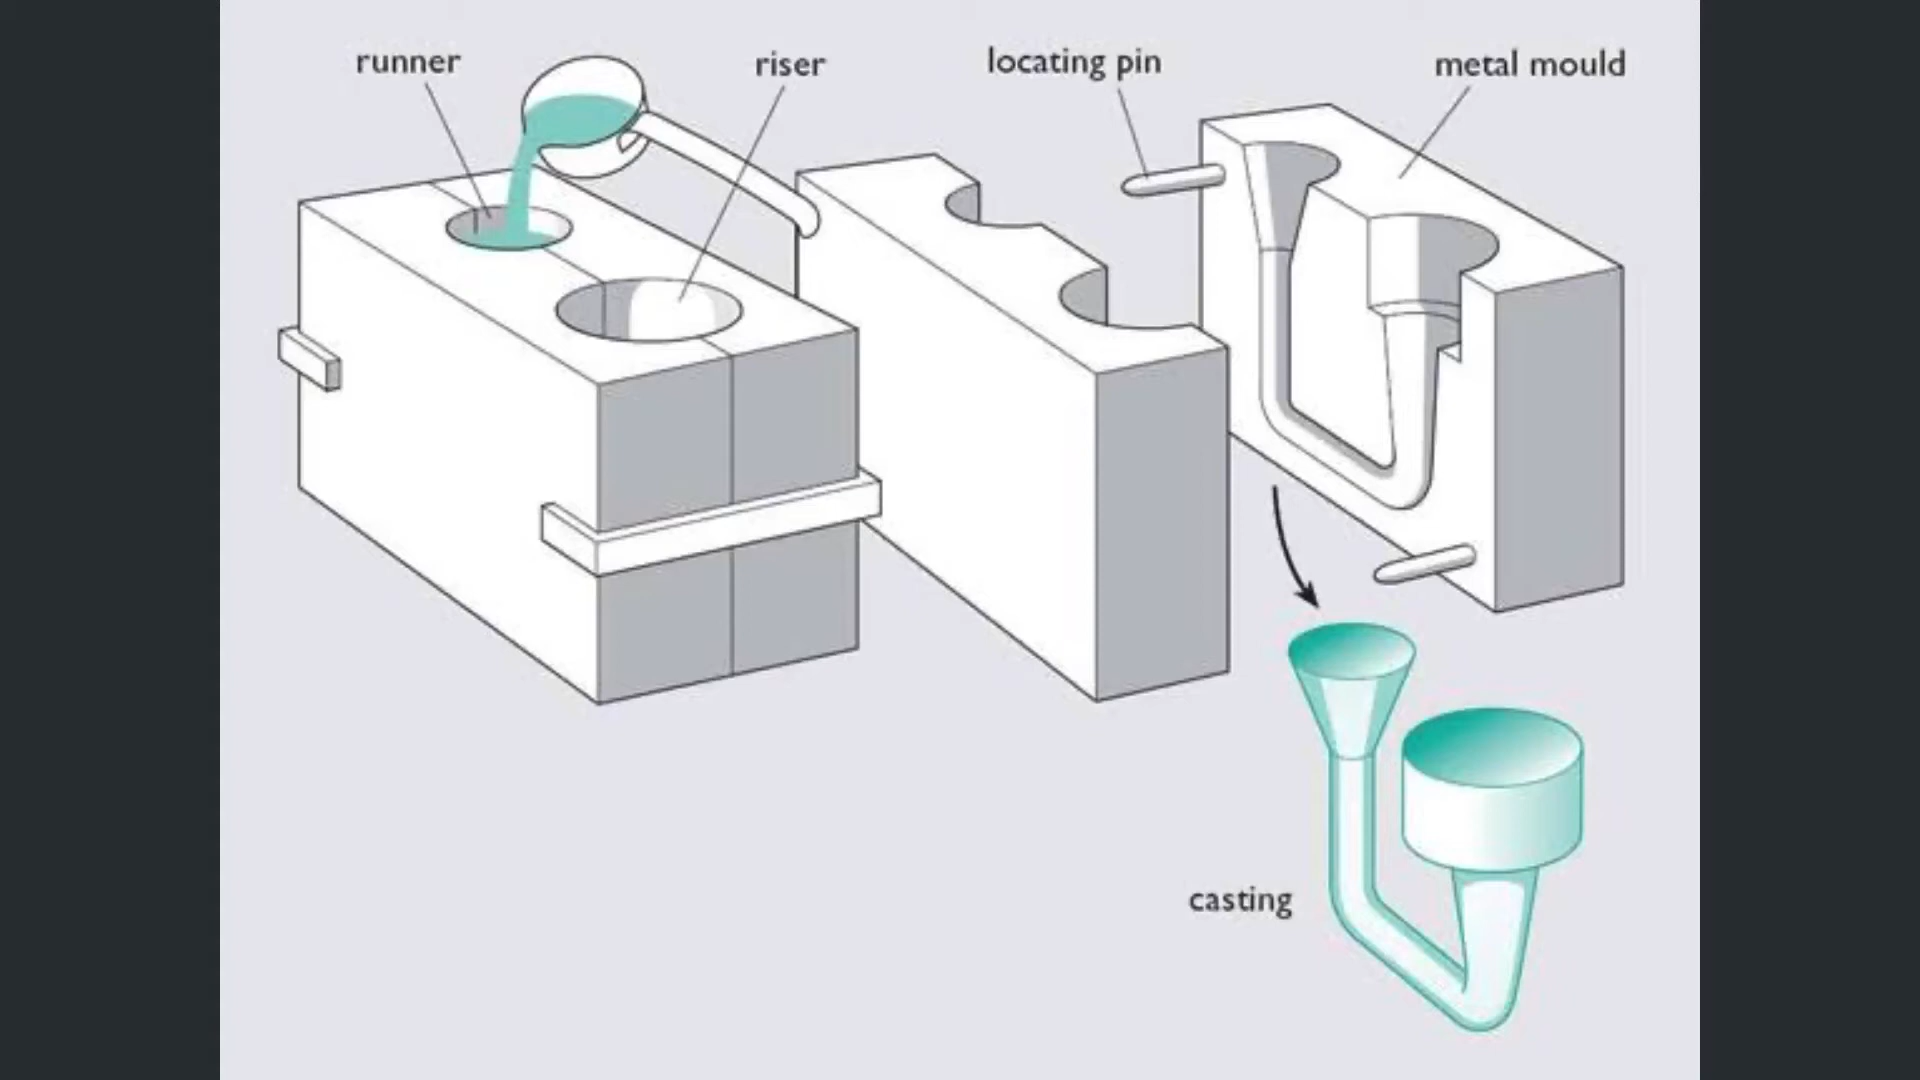 runner
riser
locating pin
metal mould
casting